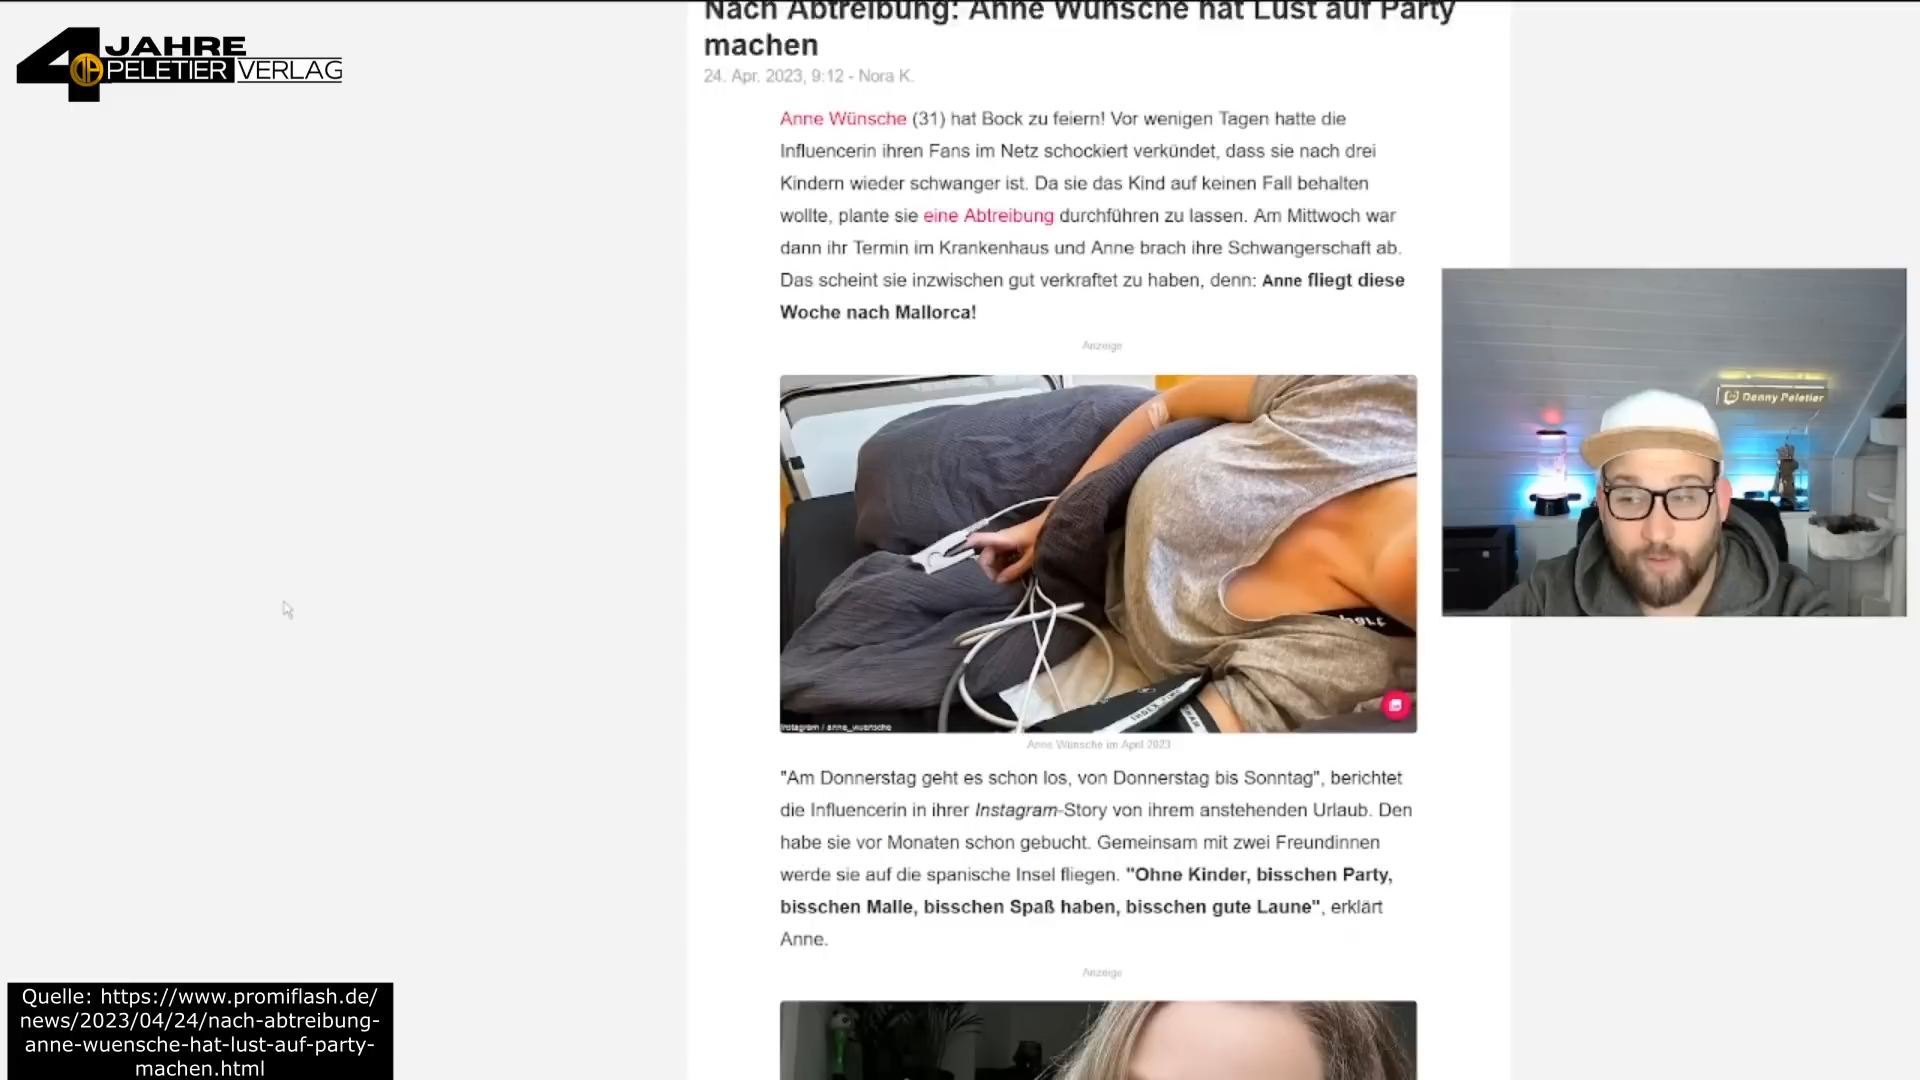 Nach Abtreibung: Anne Wünsche hat Lust auf Party
machen
24. Apr. 2023, 9:12 - Nora K.
4 JAHRE
PELETIER VERLAG
Anne Wünsche (31) hat Bock zu feiern! Vor wenigen Tagen hatte die
Influencerin ihren Fans im Netz schockiert verkündet, dass sie nach drei
Kindern wieder schwanger ist. Da sie das Kind auf keinen Fall behalten
wollte, plante sie eine Abtreibung durchführen zu lassen. Am Mittwoch war
dann ihr Termin im Krankenhaus und Anne brach ihre Schwangerschaft ab.
Das scheint sie inzwischen gut verkraftet zu haben, denn: Anne fliegt diese
Woche nach Mallorca!
Anzeige
Danny Peletier
Instagram / anne_wuensche
Anne Wünsche im April 2023
"Am Donnerstag geht es schon los, von Donnerstag bis Sonntag", berichtet
die Influencerin in ihrer Instagram-Story von ihrem anstehenden Urlaub. Den
habe sie vor Monaten schon gebucht. Gemeinsam mit zwei Freundinnen
werde sie auf die spanische Insel fliegen. "Ohne Kinder, bisschen Party,
bisschen Malle, bisschen Spaß haben, bisschen gute Laune", erklärt
Anne.
Anzeige
Quelle: https://www.promiflash.de/
news/2023/04/24/nach-abtreibung-
anne-wuensche-hat-lust-auf-party-
machen.html